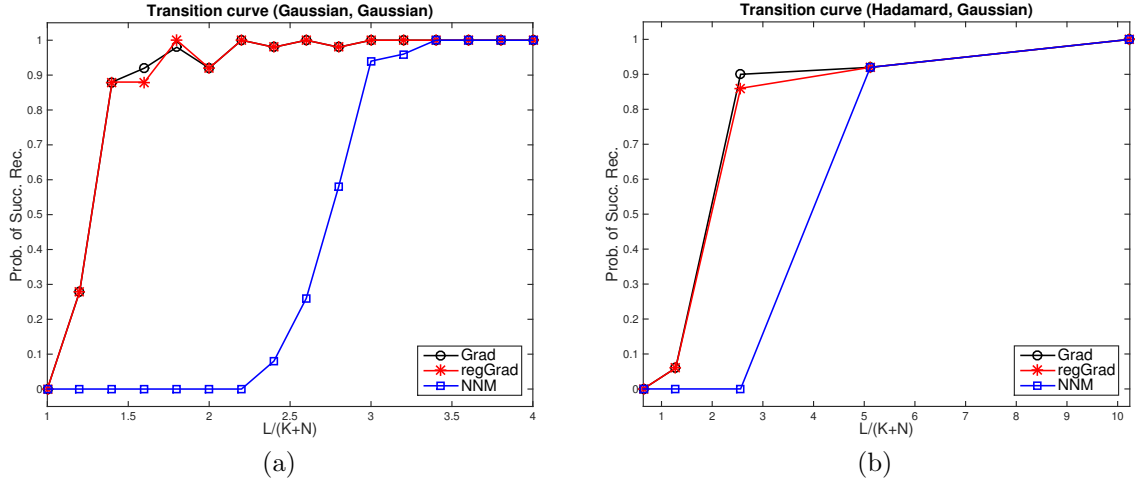 Transition curve (Gaussian, Gaussian)
1
0.9
0.8
0.7
0.6
0.5
0.4
0.3
0.2
0.1
0
Prob. of Succ. Rec.
Grad
regGrad
NNM
1 1.5 2 2.5 3 3.5 4
L/(K+N)
(a)
Transition curve (Hadamard, Gaussian)
1
0.9
0.8
0.7
0.6
0.5
0.4
0.3
0.2
0.1
0
Prob. of Succ. Rec.
Grad
regGrad
NNM
1 2 3 4 5 6 7 8 9 10
L/(K+N)
(b)